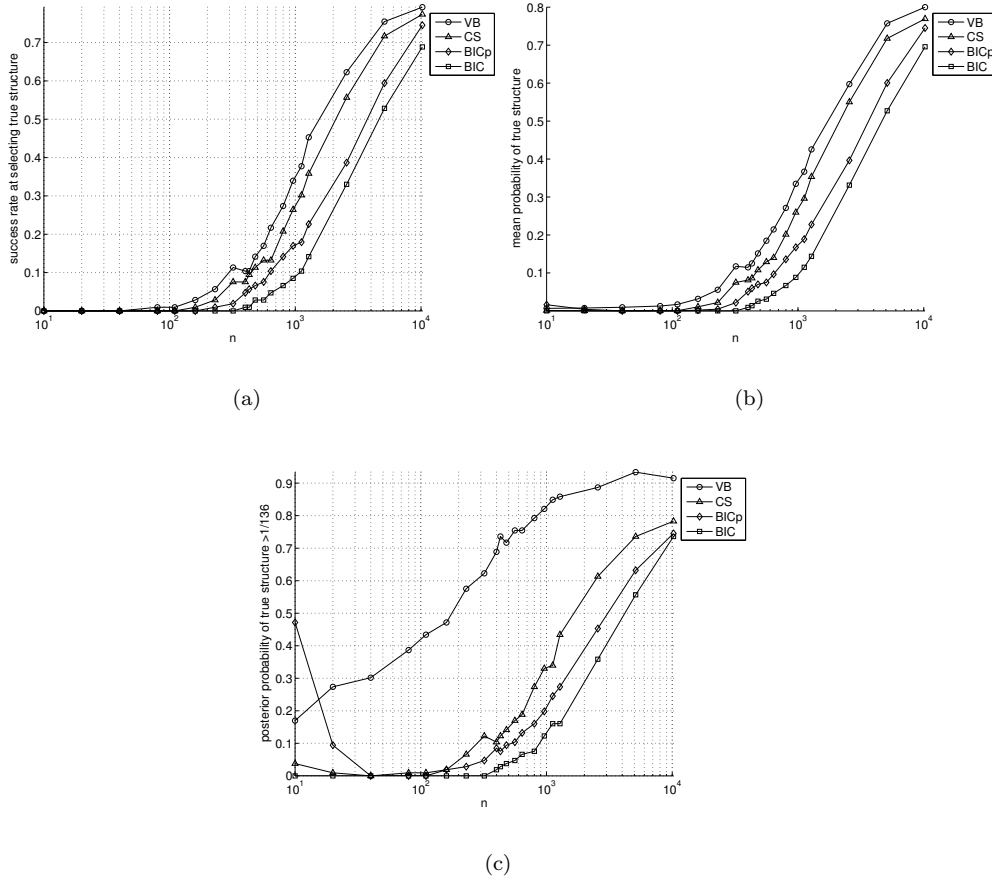 0.7
0.6
0.5
0.4
0.3
0.2
0.1
0
10^1
10^2
10^3
10^4
n
success rate at selecting true structure
VB
CS
BICp
BIC
(a)
0.8
0.7
0.6
0.5
0.4
0.3
0.2
0.1
10^1
10^2
10^3
10^4
n
mean probability of true structure
VB
CS
BICp
BIC
(b)
0.9
0.8
0.7
0.6
0.5
0.4
0.3
0.2
0.1
0
10^1
10^2
10^3
10^4
n
posterior probability of true structure >1/136
VB
CS
BICp
BIC
(c)